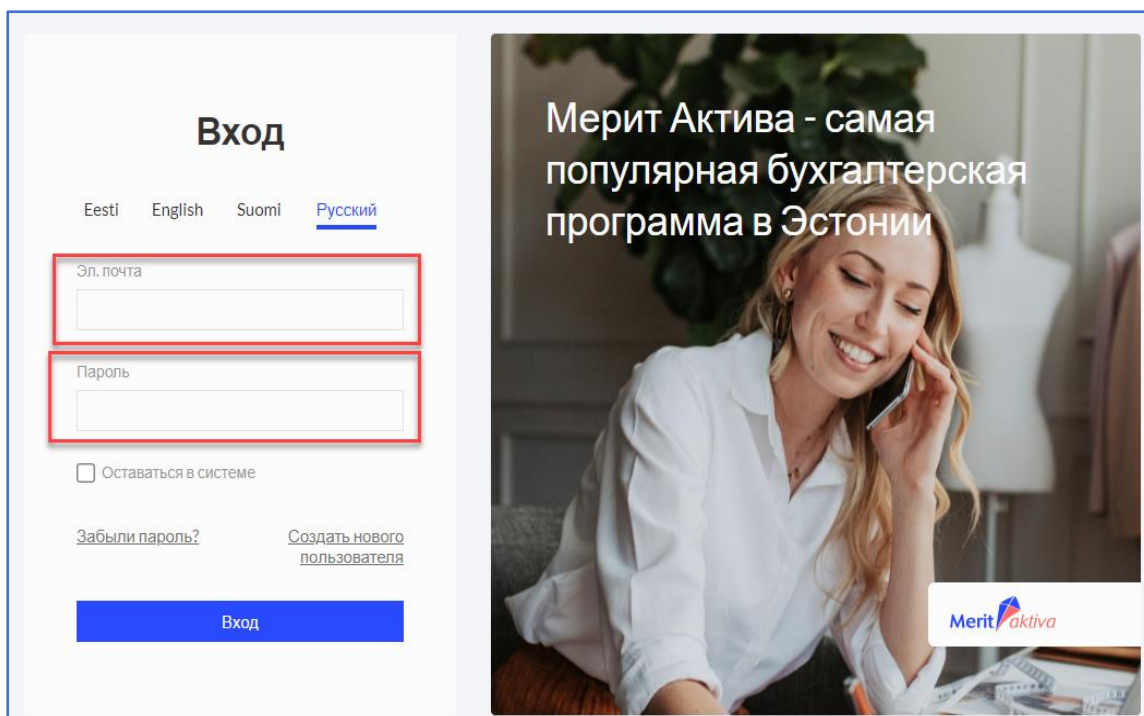 Вход
Eesti English Suomi Русский
Эл. почта
Пароль
Оставаться в системе
Забыли пароль?
Создать нового
пользователя
Вход
Мерит Актива - самая
популярная бухгалтерская
программа в Эстонии
Merit aktiva